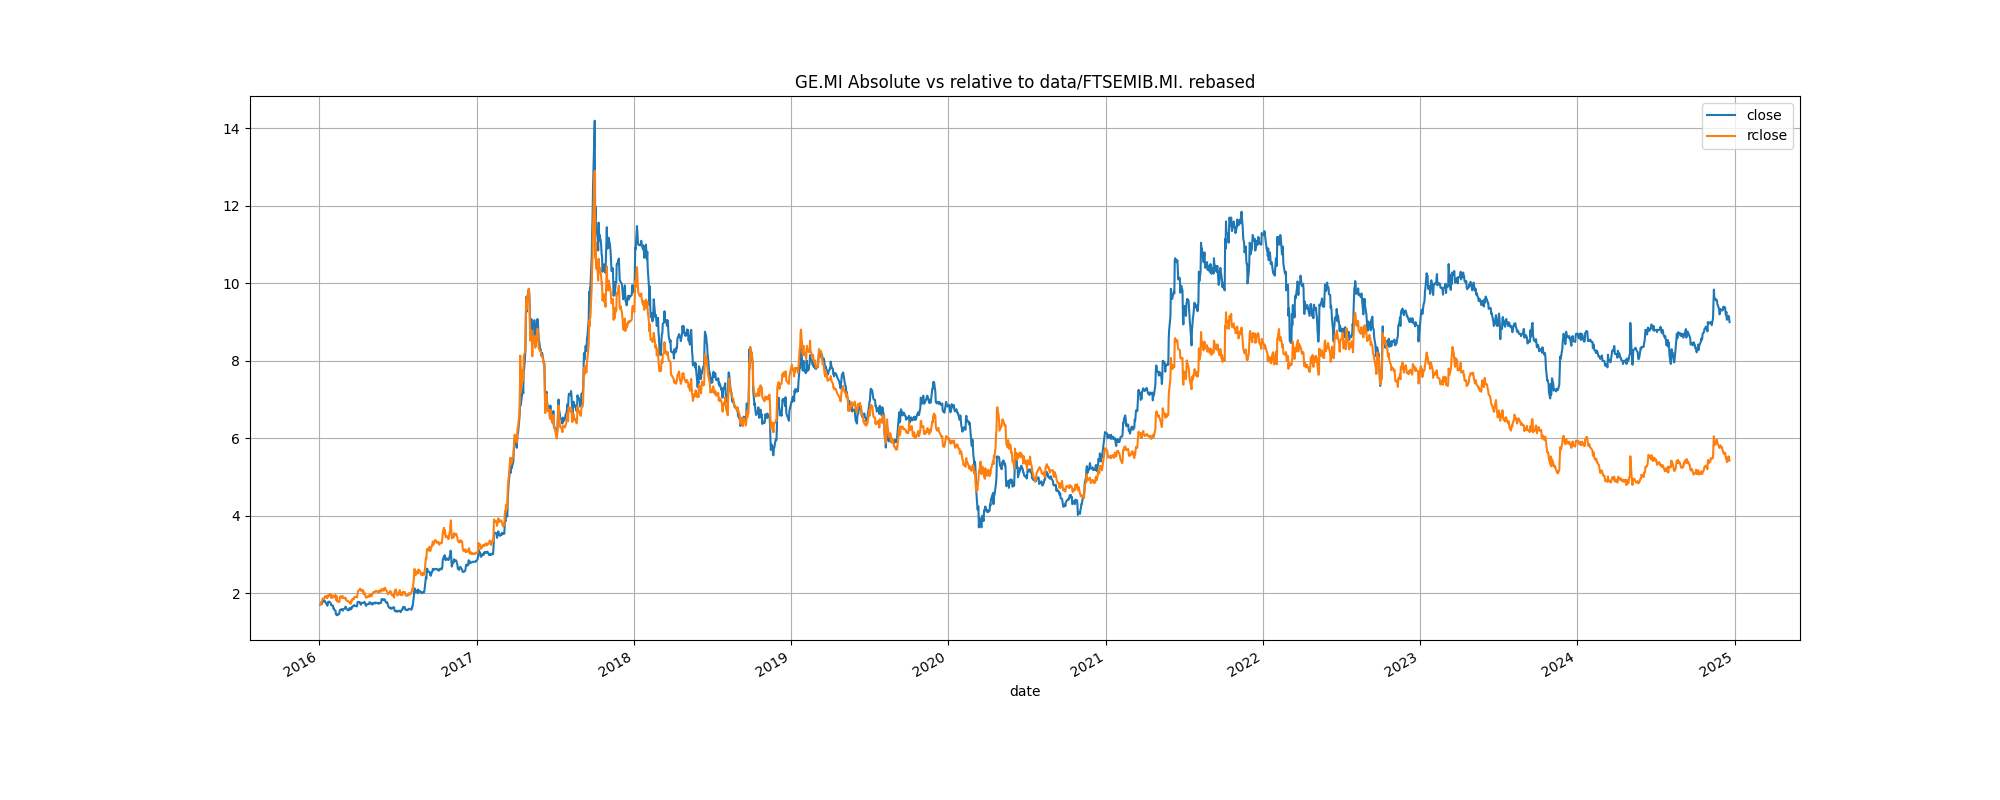 GE.MI Absolute vs relative to data/FTSEMIB.MI. rebased
close
rclose
14
12
10
8
6
4
2
2016 2017 2018 2019 2020 2021 2022 2023 2024 2025
date